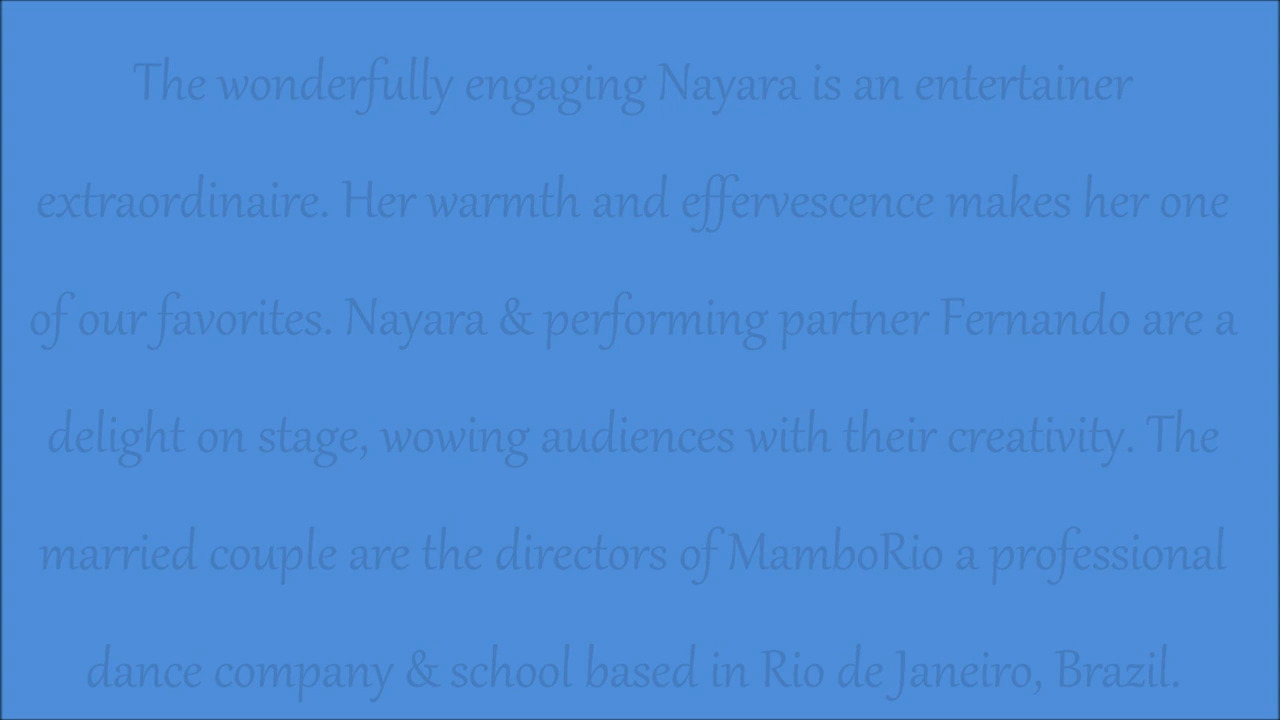 The wonderfully engaging Nayara is an entertainer
extraordinaire. Her warmth and effervescence makes her one
of our favorites. Nayara & performing partner Fernando are a
delight on stage, wowing audiences with their creativity. The
married couple are the directors of MamboRio a professional
dance company & school based in Rio de Janeiro, Brazil.